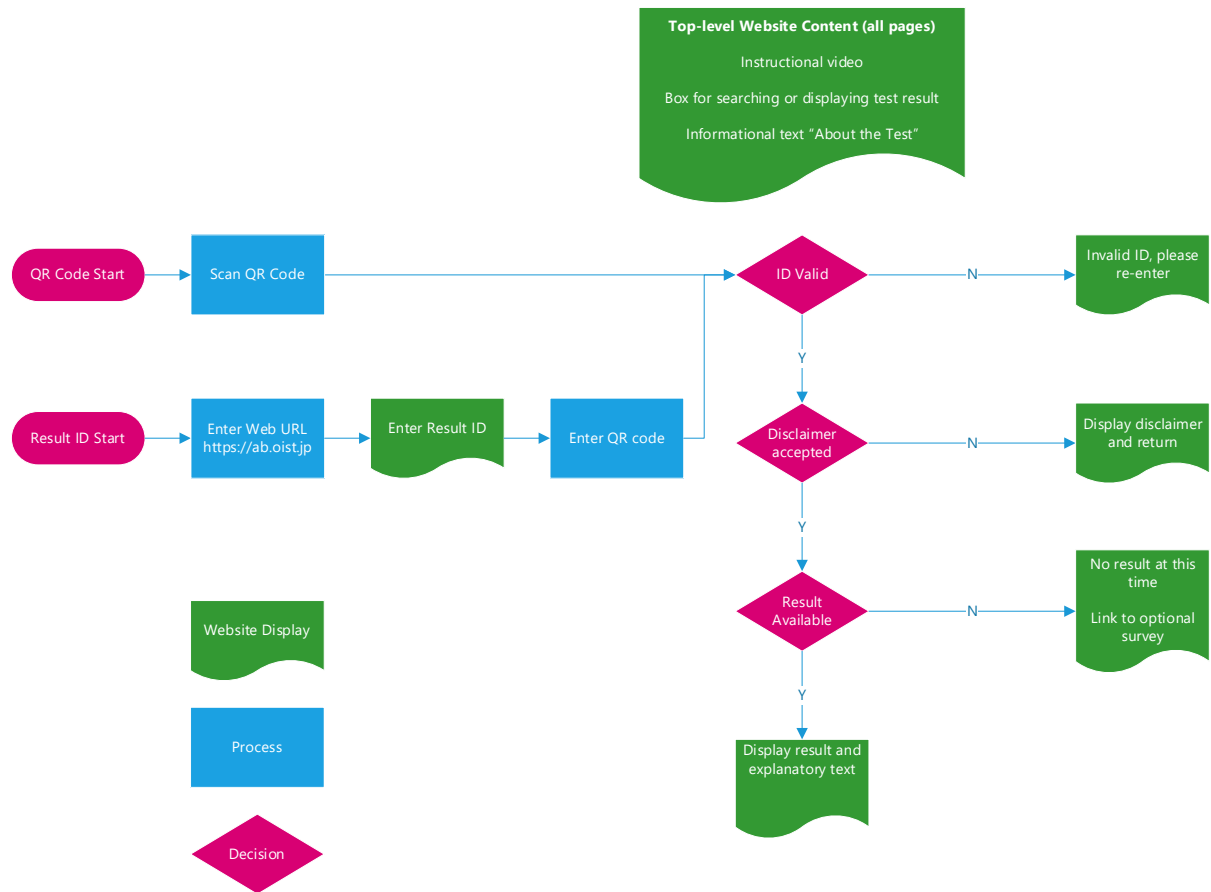 Top-level Website Content (all pages)
Instructional video
Box for searching or displaying test result
Informational text “About the Test”
QR Code Start
Scan QR Code
ID Valid
N
Invalid ID, please
re-enter
Y
Result ID Start
Enter Web URL
https://ab.oist.jp
Enter Result ID
Enter QR code
Disclaimer
accepted
N
Display disclaimer
and return
Y
Result
Available
N
No result at this
time
Link to optional
survey
Y
Display result and
explanatory text
Website Display
Process
Decision